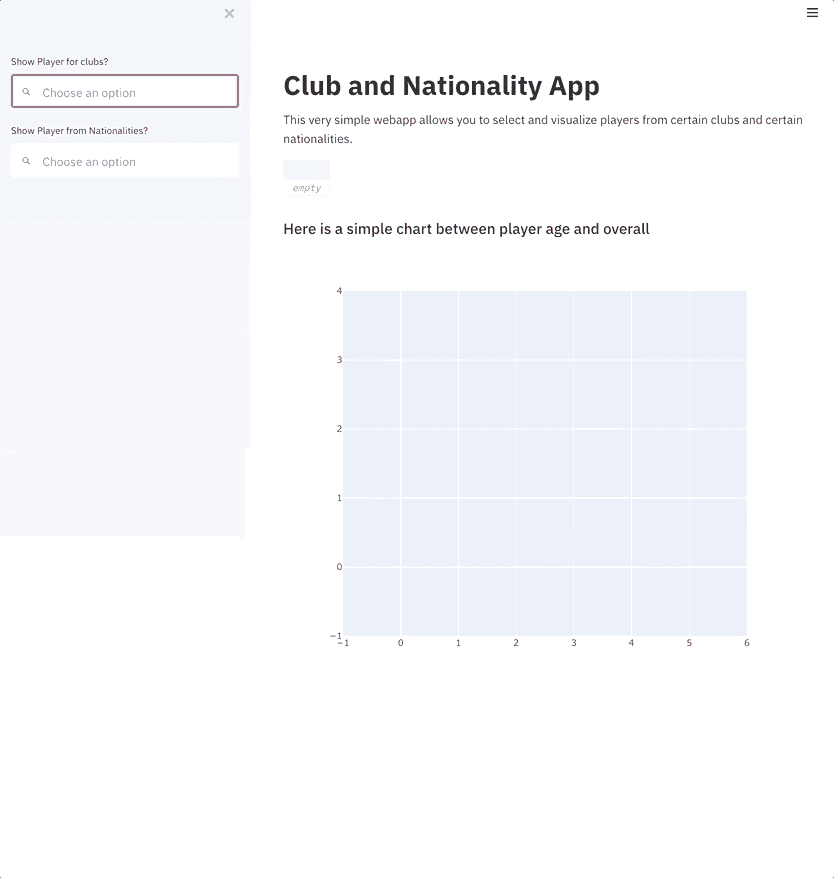 Show Player for clubs?
Choose an option
Show Player from Nationalities?
Choose an option
Club and Nationality App
This very simple webapp allows you to select and visualize players from certain clubs and certain
nationalities.
empty
Here is a simple chart between player age and overall
4
3
2
1
0
−1
−1 0 1 2 3 4 5 6